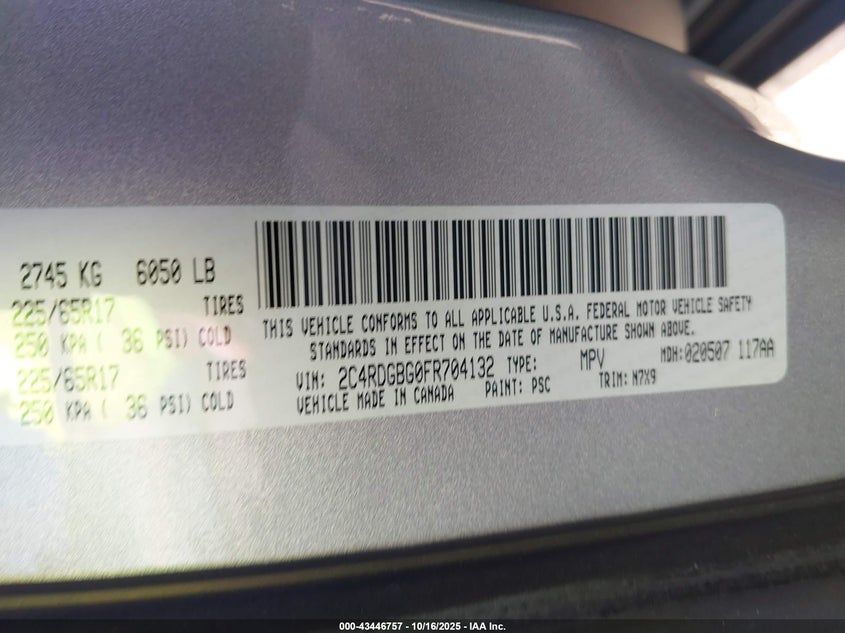 2745 KG 6050 LB
225/65R17 TIRES
250 KPA ( 36 PSI) COLD
225/65R17 TIRES
250 KPA ( 36 PSI) COLD
THIS VEHICLE CONFORMS TO ALL APPLICABLE U.S.A. FEDERAL MOTOR VEHICLE SAFETY
STANDARDS IN EFFECT ON THE DATE OF MANUFACTURE SHOWN ABOVE.
VIN: 2C4RDGBG0FR704132 TYPE: MPV MDH:020507 117AA
VEHICLE MADE IN CANADA PAINT: PSC TRIM: N7X9
000-43446757 - 10/16/2025 - IAA Inc.